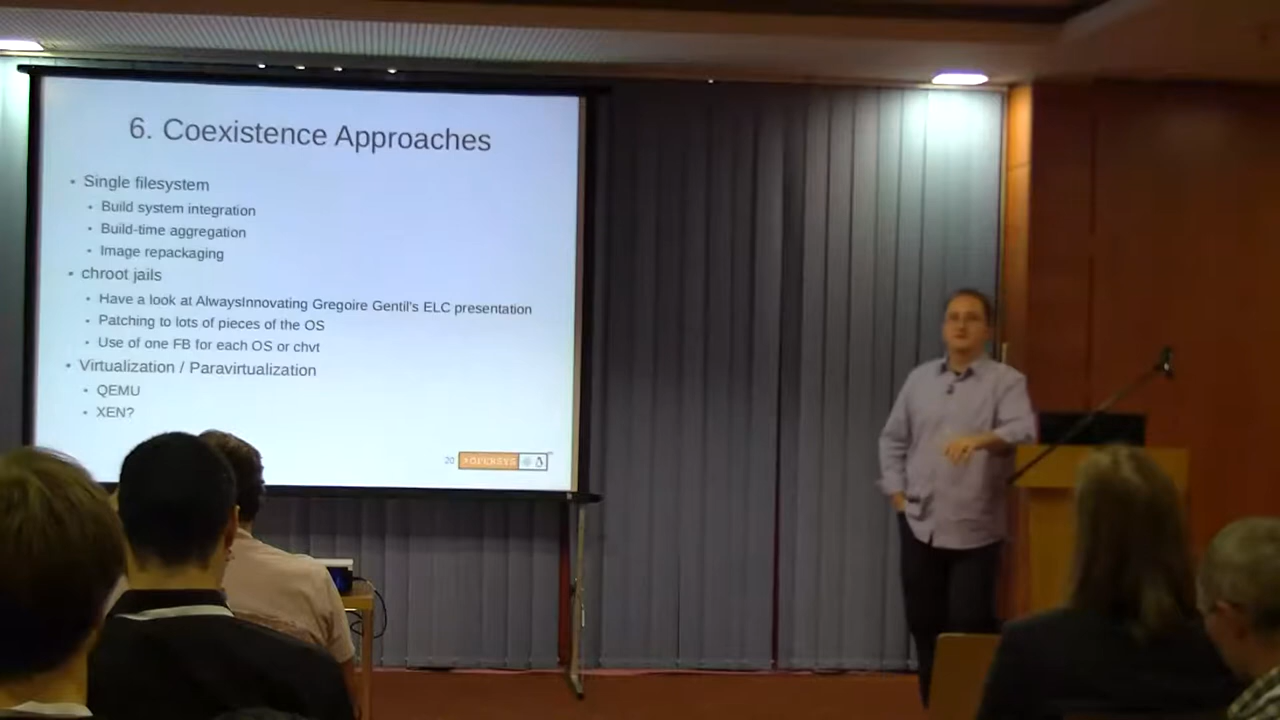 6. Coexistence Approaches
• Single filesystem
• Build system integration
• Build-time aggregation
• Image repackaging
• chroot jails
• Have a look at AlwaysInnovating Gregoire Gentil's ELC presentation
• Patching to lots of pieces of the OS
• Use of one FB for each OS or chvt
• Virtualization / Paravirtualization
• QEMU
• XEN?
20 OPERSYS